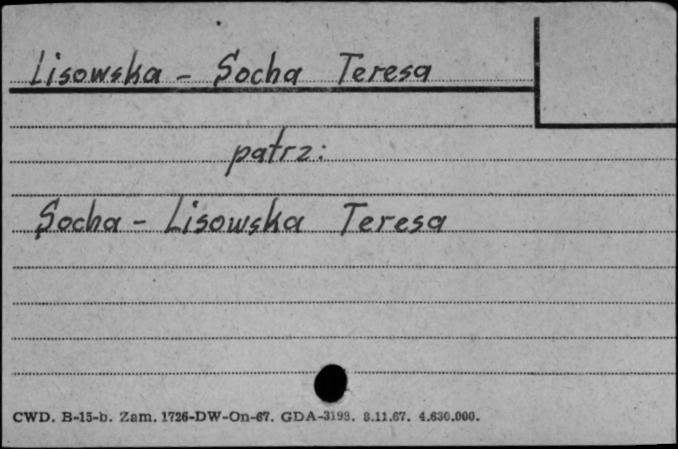 Lisowska - Socha Teresa
patrz:
Socha - Lisowska Teresa
CWD. B-15-b. Zam. 1726-DW-On-67. GDA-3193. 8.11.67. 4.630.000.